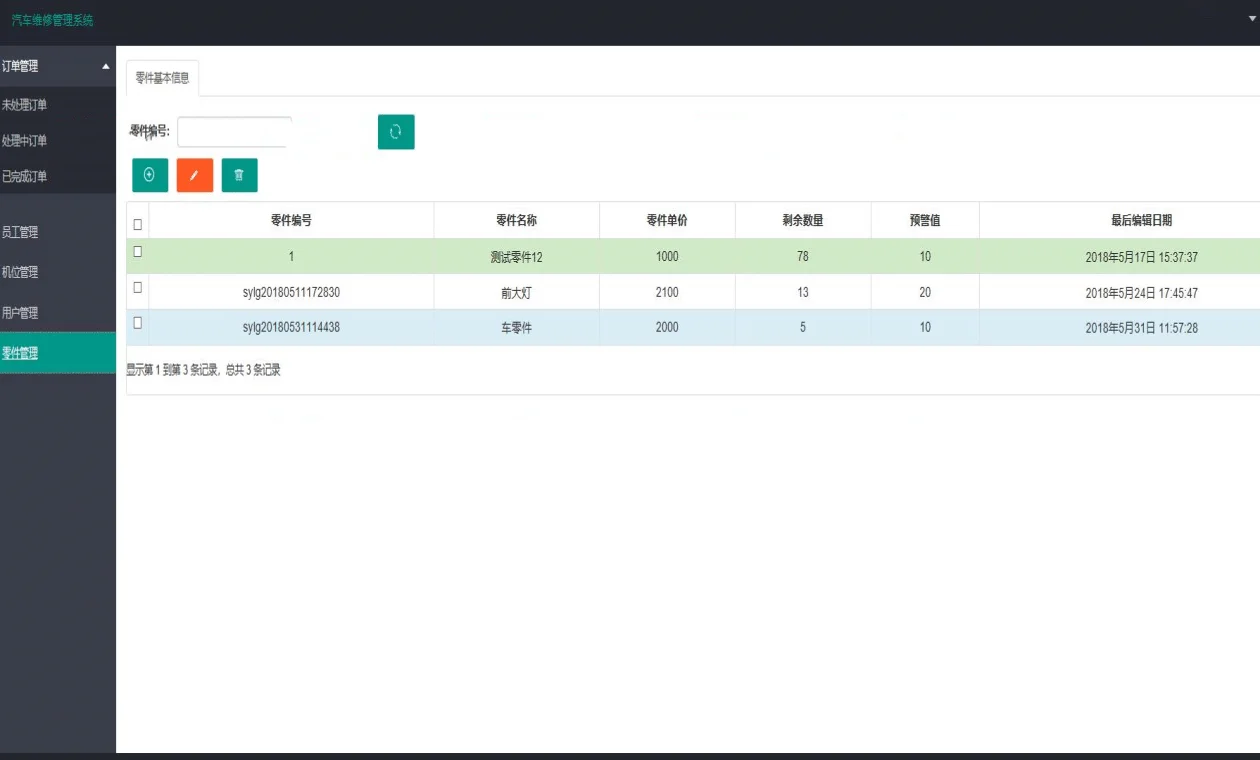 汽车维修管理系统
订单管理
未处理订单
处理中订单
已完成订单
员工管理
机位管理
用户管理
零件管理
零件基本信息
零件编号:
零件编号 零件名称 零件单价 剩余数量 预警值 最后编辑日期
1 测试零件12 1000 78 10 2018年5月17日 15:37:37
sylg20180511172830 前大灯 2100 13 20 2018年5月24日 17:45:47
sylg20180531114438 车零件 2000 5 10 2018年5月31日 11:57:28
显示第 1 到第 3 条记录，总共 3 条记录